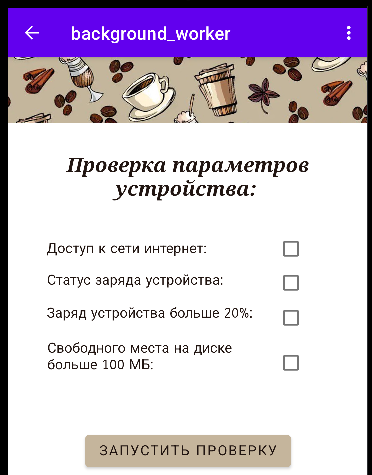 background_worker
Проверка параметров
устройства:
Доступ к сети интернет:
Статус заряда устройства:
Заряд устройства больше 20%:
Свободного места на диске
больше 100 МБ:
ЗАПУСТИТЬ ПРОВЕРКУ